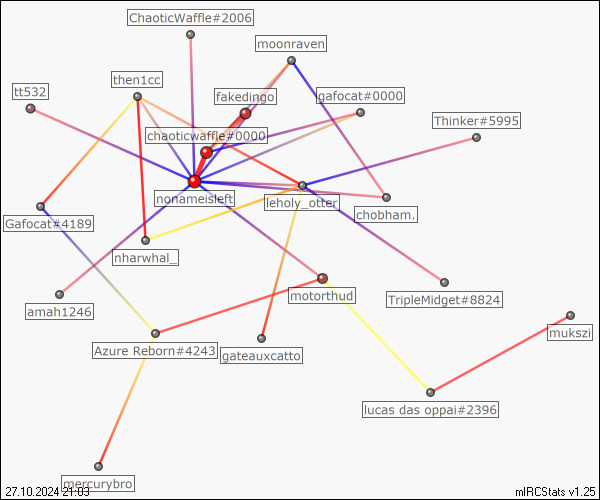 ChaoticWaffle#2006
moonraven
then1cc
tt532
fakedingo
gafocat#0000
Thinker#5995
chaoticwaffle#0000
nonameisleft
leholy_otter
chobham.
Gafocat#4189
nharwhal_
amah1246
motorthud
TripleMidget#8824
mukszi
Azure Reborn#4243
gateauxcatto
lucas das oppai#2396
mercurybro
27.10.2024 21:03
mIRCStats v1.25